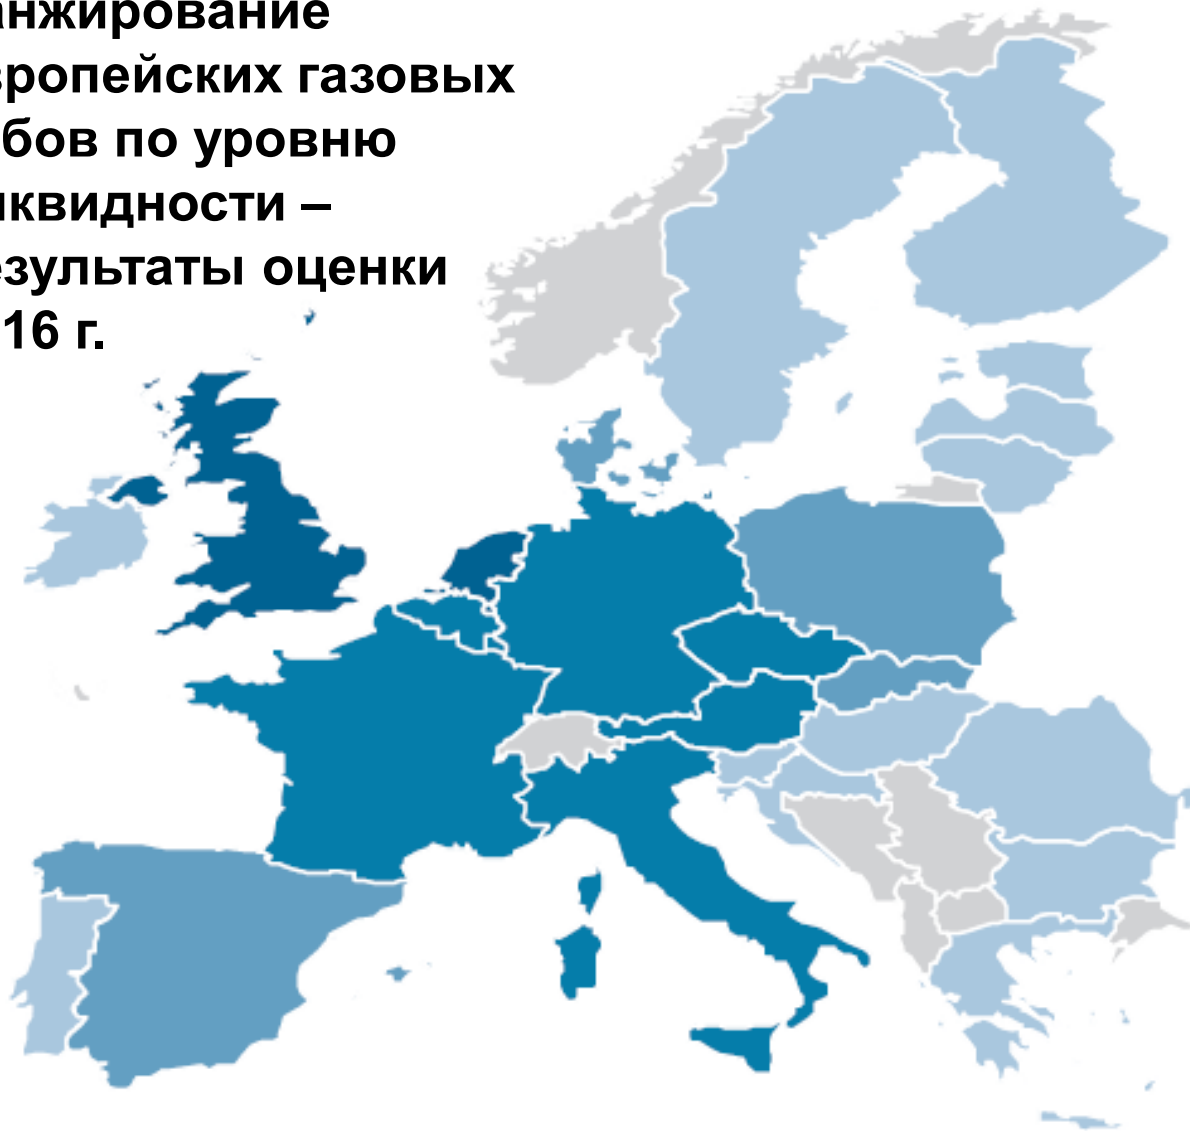 анжирование
вропейских газовых
бов по уровню
иквидности –
езультаты оценки
16 г.